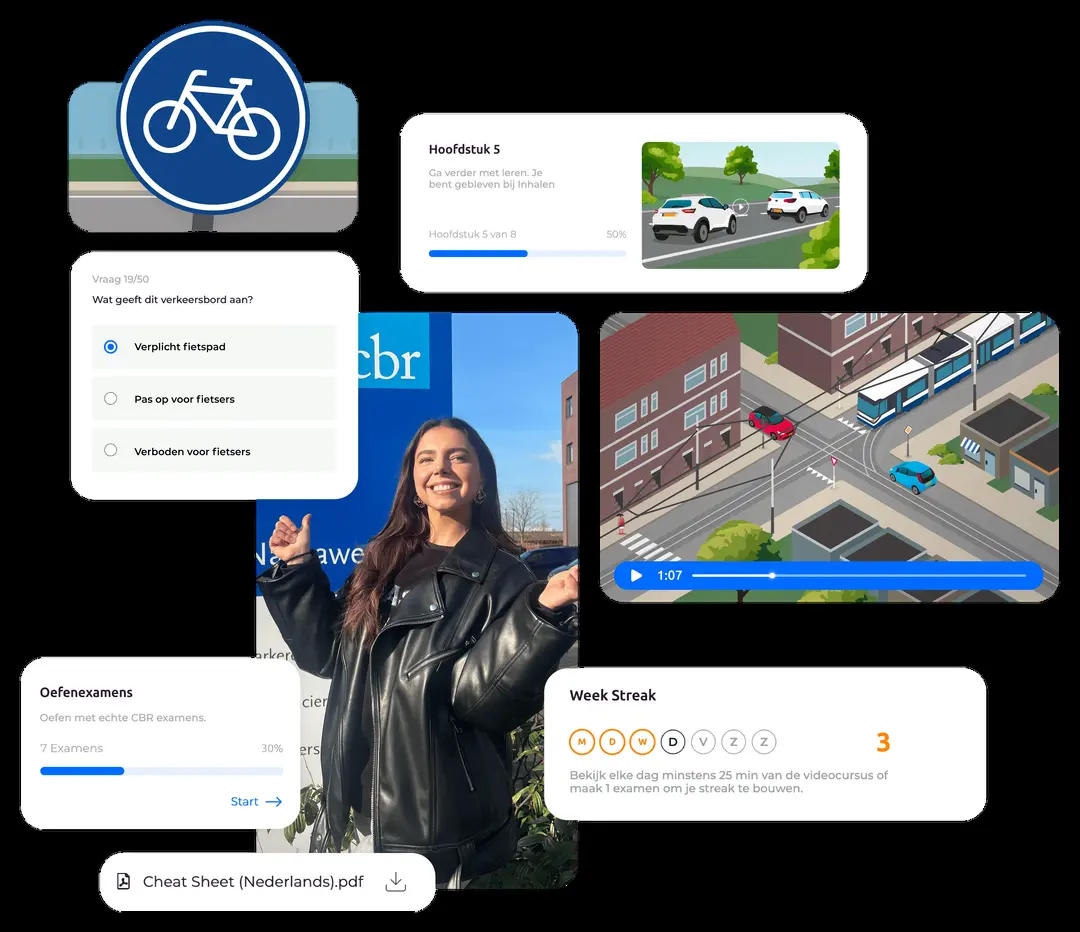 Hoofdstuk 5
Ga verder met leren. Je
bent gebleven bij Inhalen
Hoofdstuk 5 van 8
50%
Vraag 19/50
Wat geeft dit verkeersbord aan?
Verplicht fietspad
Pas op voor fietsers
Verboden voor fietsers
cbr
1:07
Oefenexamens
Oefen met echte CBR examens.
7 Examens
30%
Start
Week Streak
M D W D V Z Z
3
Bekijk elke dag minstens 25 min van de videocursus of
maak 1 examen om je streak te bouwen.
Cheat Sheet (Nederlands).pdf